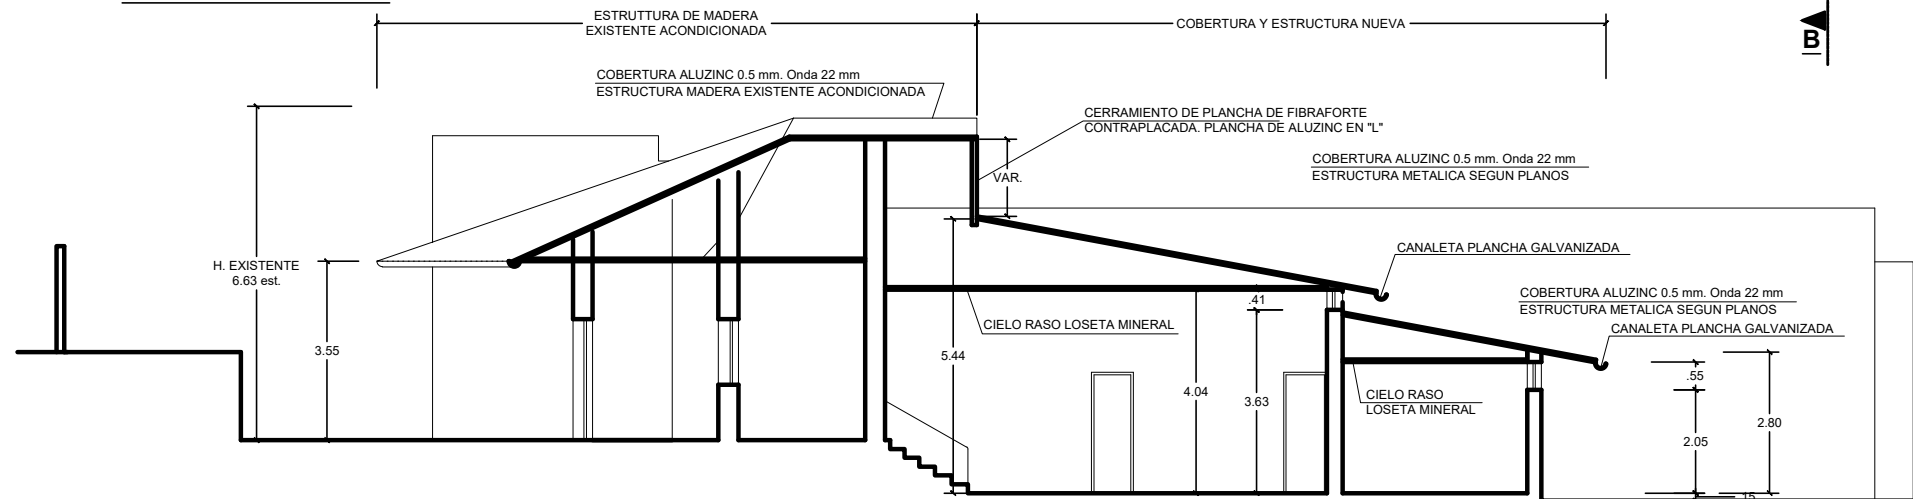 ESTRUTTURA DE MADERA
EXISTENTE ACONDICIONADA
COBERTURA Y ESTRUCTURA NUEVA
B
COBERTURA ALUZINC 0.5 mm. Onda 22 mm
ESTRUCTURA MADERA EXISTENTE ACONDICIONADA
CERRAMIENTO DE PLANCHA DE FIBRAFORTE
CONTRAPLACADA. PLANCHA DE ALUZINC EN "L"
COBERTURA ALUZINC 0.5 mm. Onda 22 mm
ESTRUCTURA METALICA SEGUN PLANOS
VAR.
CANALETA PLANCHA GALVANIZADA
H. EXISTENTE
6.63 est.
COBERTURA ALUZINC 0.5 mm. Onda 22 mm
ESTRUCTURA METALICA SEGUN PLANOS
.41
CIELO RASO LOSETA MINERAL
CANALETA PLANCHA GALVANIZADA
3.55
5.44
.55
4.04
3.63
CIELO RASO
LOSETA MINERAL
2.80
2.05
.15